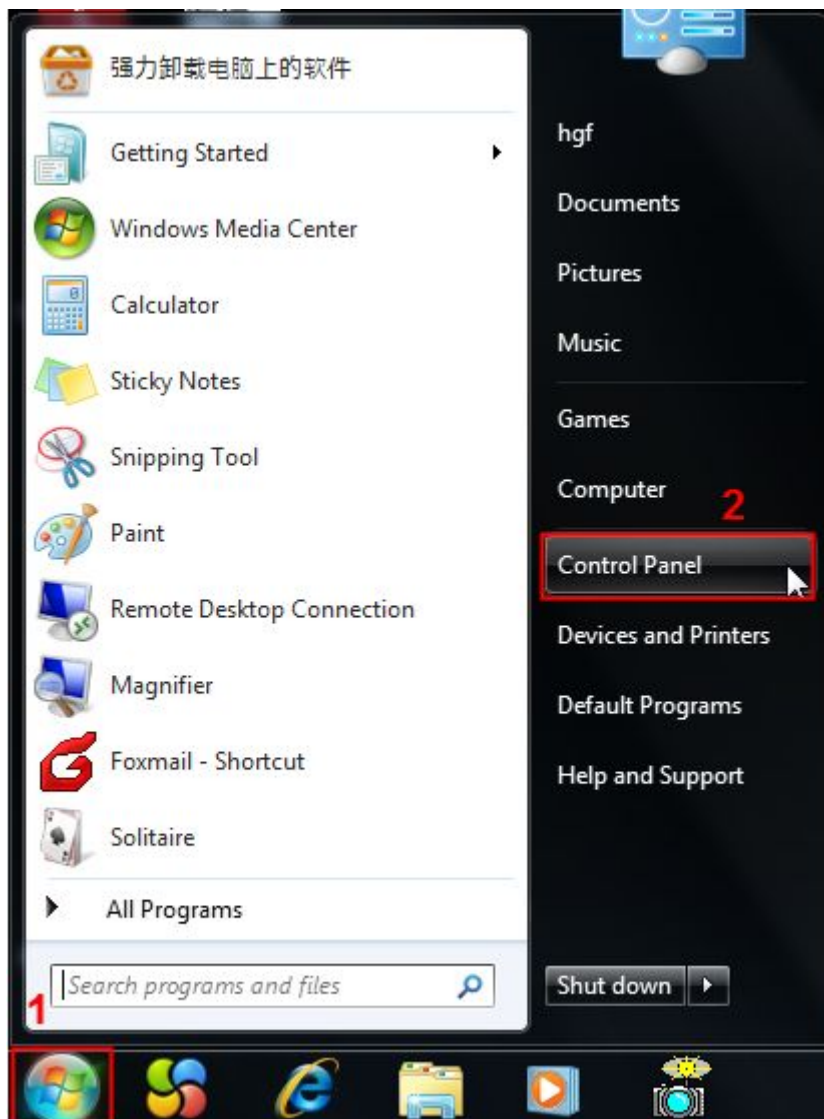 强力卸载电脑上的软件
Getting Started
Windows Media Center
Calculator
Sticky Notes
Snipping Tool
Paint
Remote Desktop Connection
Magnifier
Foxmail - Shortcut
Solitaire
All Programs
Search programs and files
1
hgf
Documents
Pictures
Music
Games
Computer
2
Control Panel
Devices and Printers
Default Programs
Help and Support
Shut down